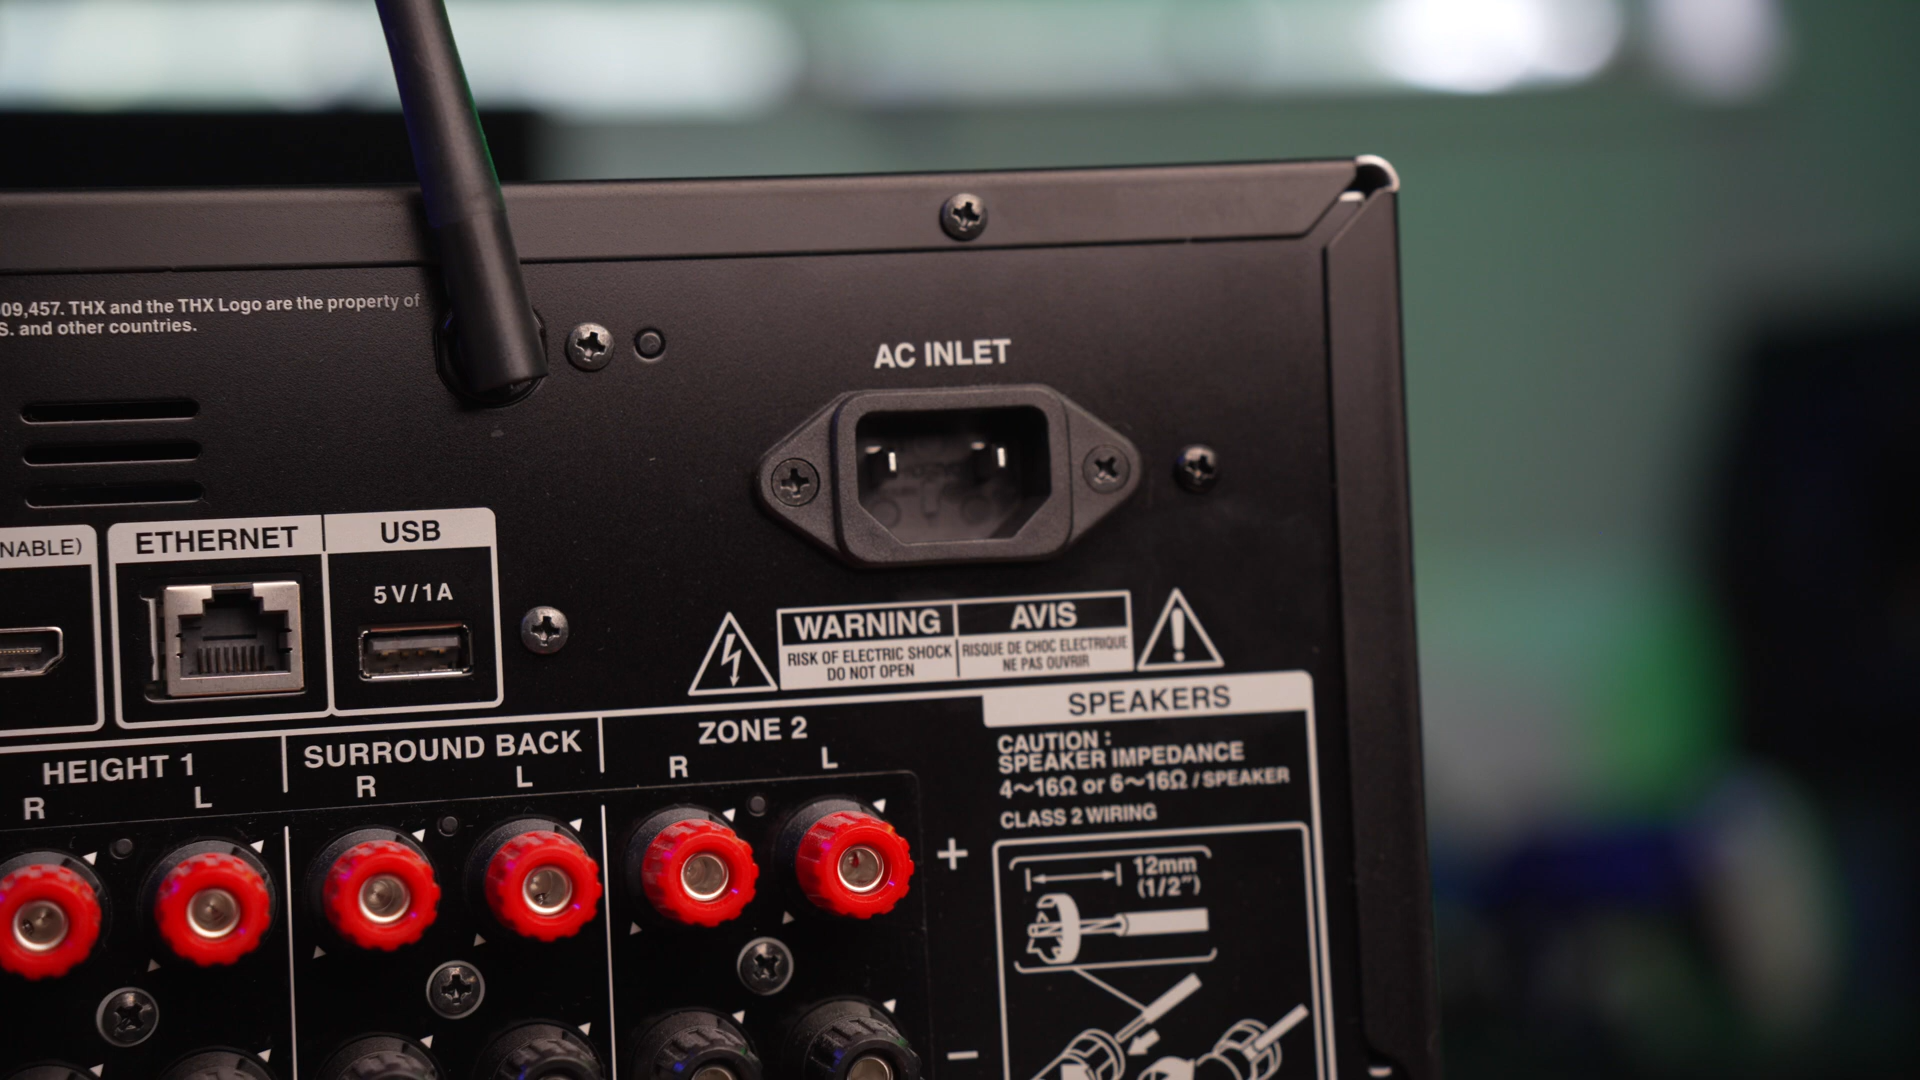 09,457. THX and the THX Logo are the property of
S. and other countries.
AC INLET
NABLE)
ETHERNET
USB
5V/1A
WARNING
RISK OF ELECTRIC SHOCK
DO NOT OPEN
AVIS
RISQUE DE CHOC ELECTRIQUE
NE PAS OUVRIR
HEIGHT 1
R L
SURROUND BACK
R L
ZONE 2
R L
+
−
SPEAKERS
CAUTION :
SPEAKER IMPEDANCE
4～16Ω or 6～16Ω / SPEAKER
CLASS 2 WIRING
12mm
(1/2")